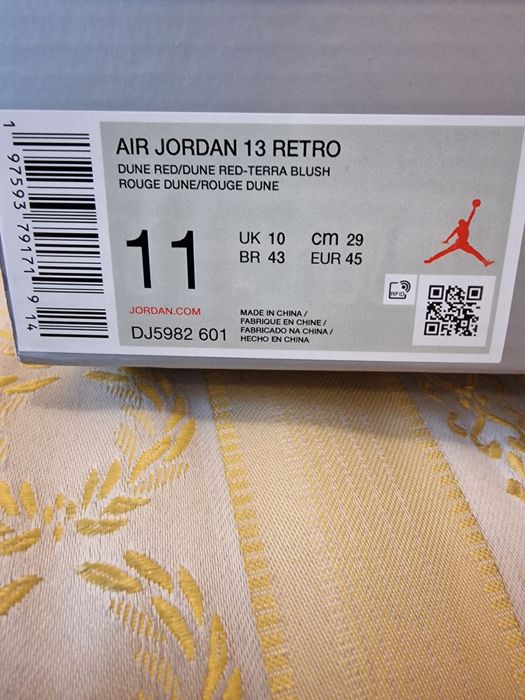 AIR JORDAN 13 RETRO
DUNE RED/DUNE RED-TERRA BLUSH
ROUGE DUNE/ROUGE DUNE
11
UK 10 cm 29
BR 43 EUR 45
RFID
JORDAN.COM
DJ5982 601
MADE IN CHINA /
FABRIQUE EN CHINE /
FABRICADO NA CHINA /
HECHO EN CHINA
1 97593 79171 914